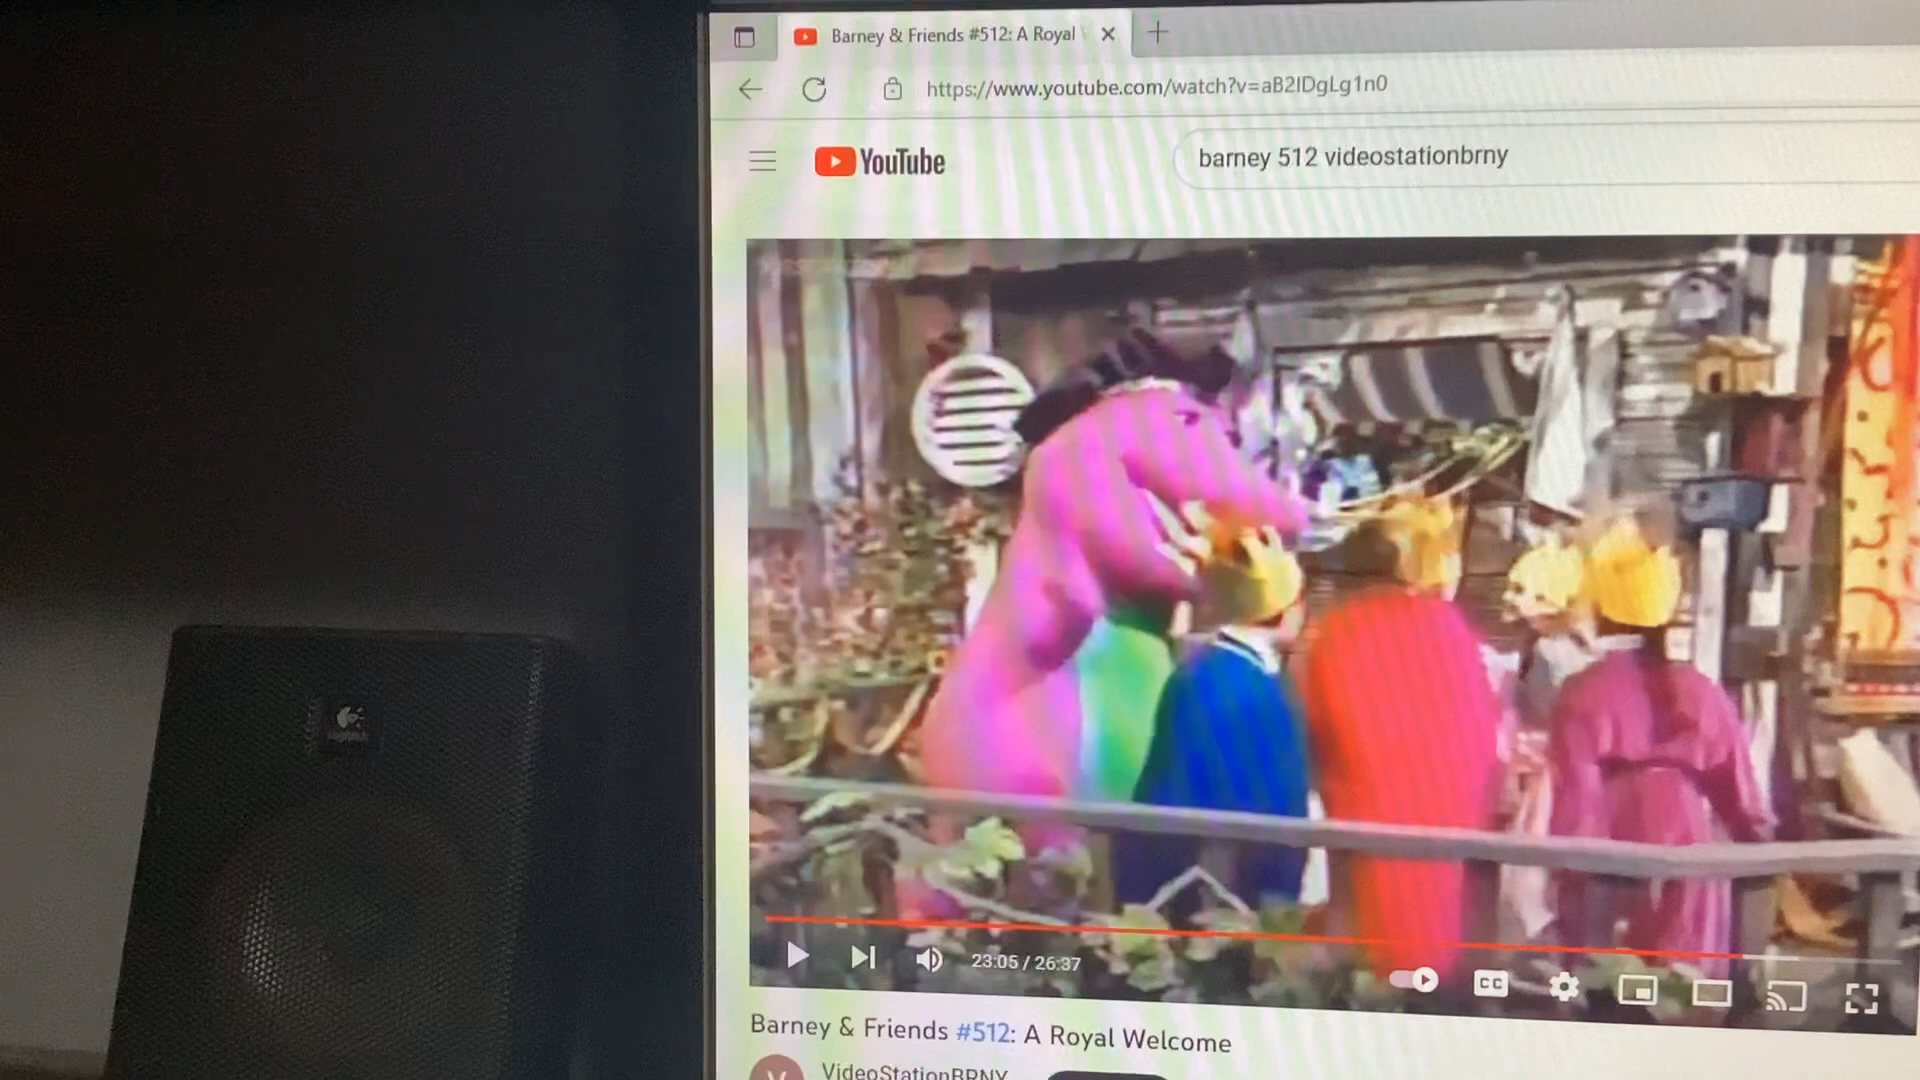 Barney & Friends #512: A Royal
https://www.youtube.com/watch?v=aB2IDgLg1n0
YouTube
barney 512 videostationbrny
23:05 / 26:37
CC
Barney & Friends #512: A Royal Welcome
VideoStationBRNY
logitech